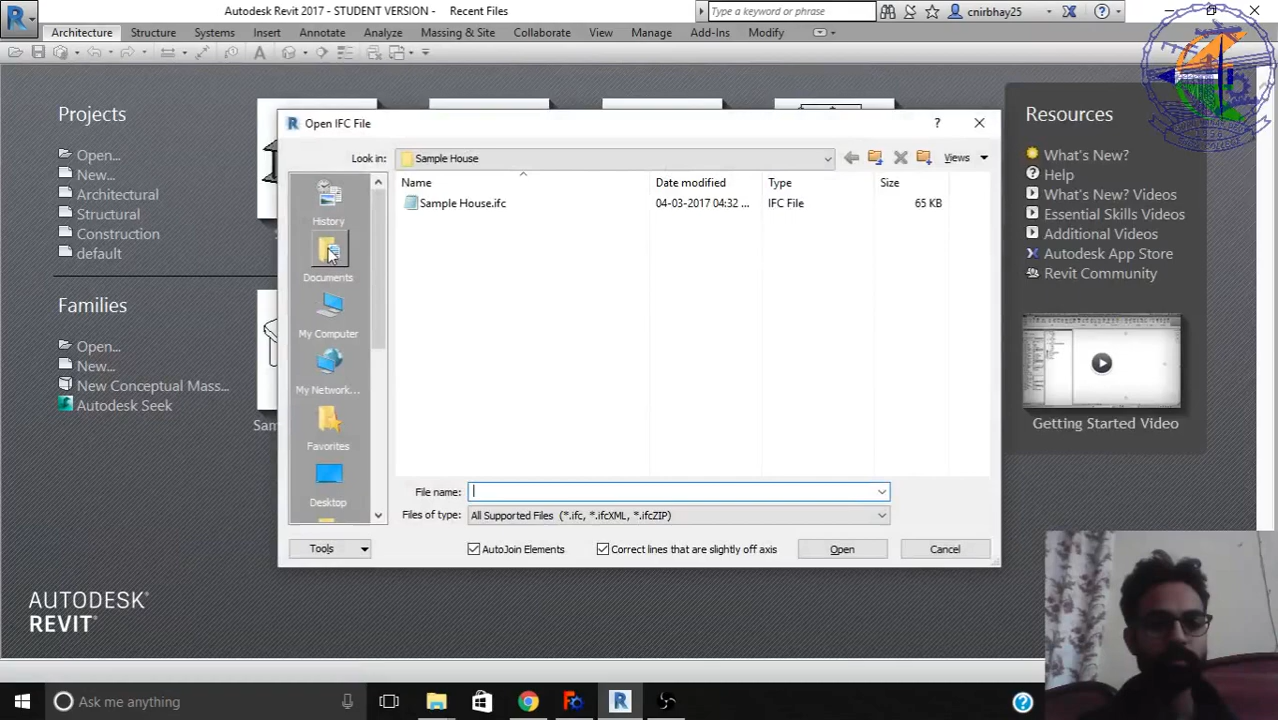 Autodesk Revit 2017 - STUDENT VERSION - Recent Files
Type a keyword or phrase
cnirbhay25
Architecture Structure Systems Insert Annotate Analyze Massing & Site Collaborate View Manage Add-Ins Modify
Projects
Open...
New...
Architectural
Structural
Construction
default
Families
Open...
New...
New Conceptual Mass...
Autodesk Seek
Sam
AUTODESK®
REVIT®
Open IFC File
Look in: Sample House
Views
Name Date modified Type Size
Sample House.ifc 04-03-2017 04:32 ... IFC File 65 KB
History
Documents
My Computer
My Network...
Favorites
Desktop
File name:
Files of type: All Supported Files (*.ifc, *.ifcXML, *.ifcZIP)
Tools
AutoJoin Elements
Correct lines that are slightly off axis
Open
Cancel
Resources
What's New?
Help
What's New? Videos
Essential Skills Videos
Additional Videos
Autodesk App Store
Revit Community
Getting Started Video
Ask me anything